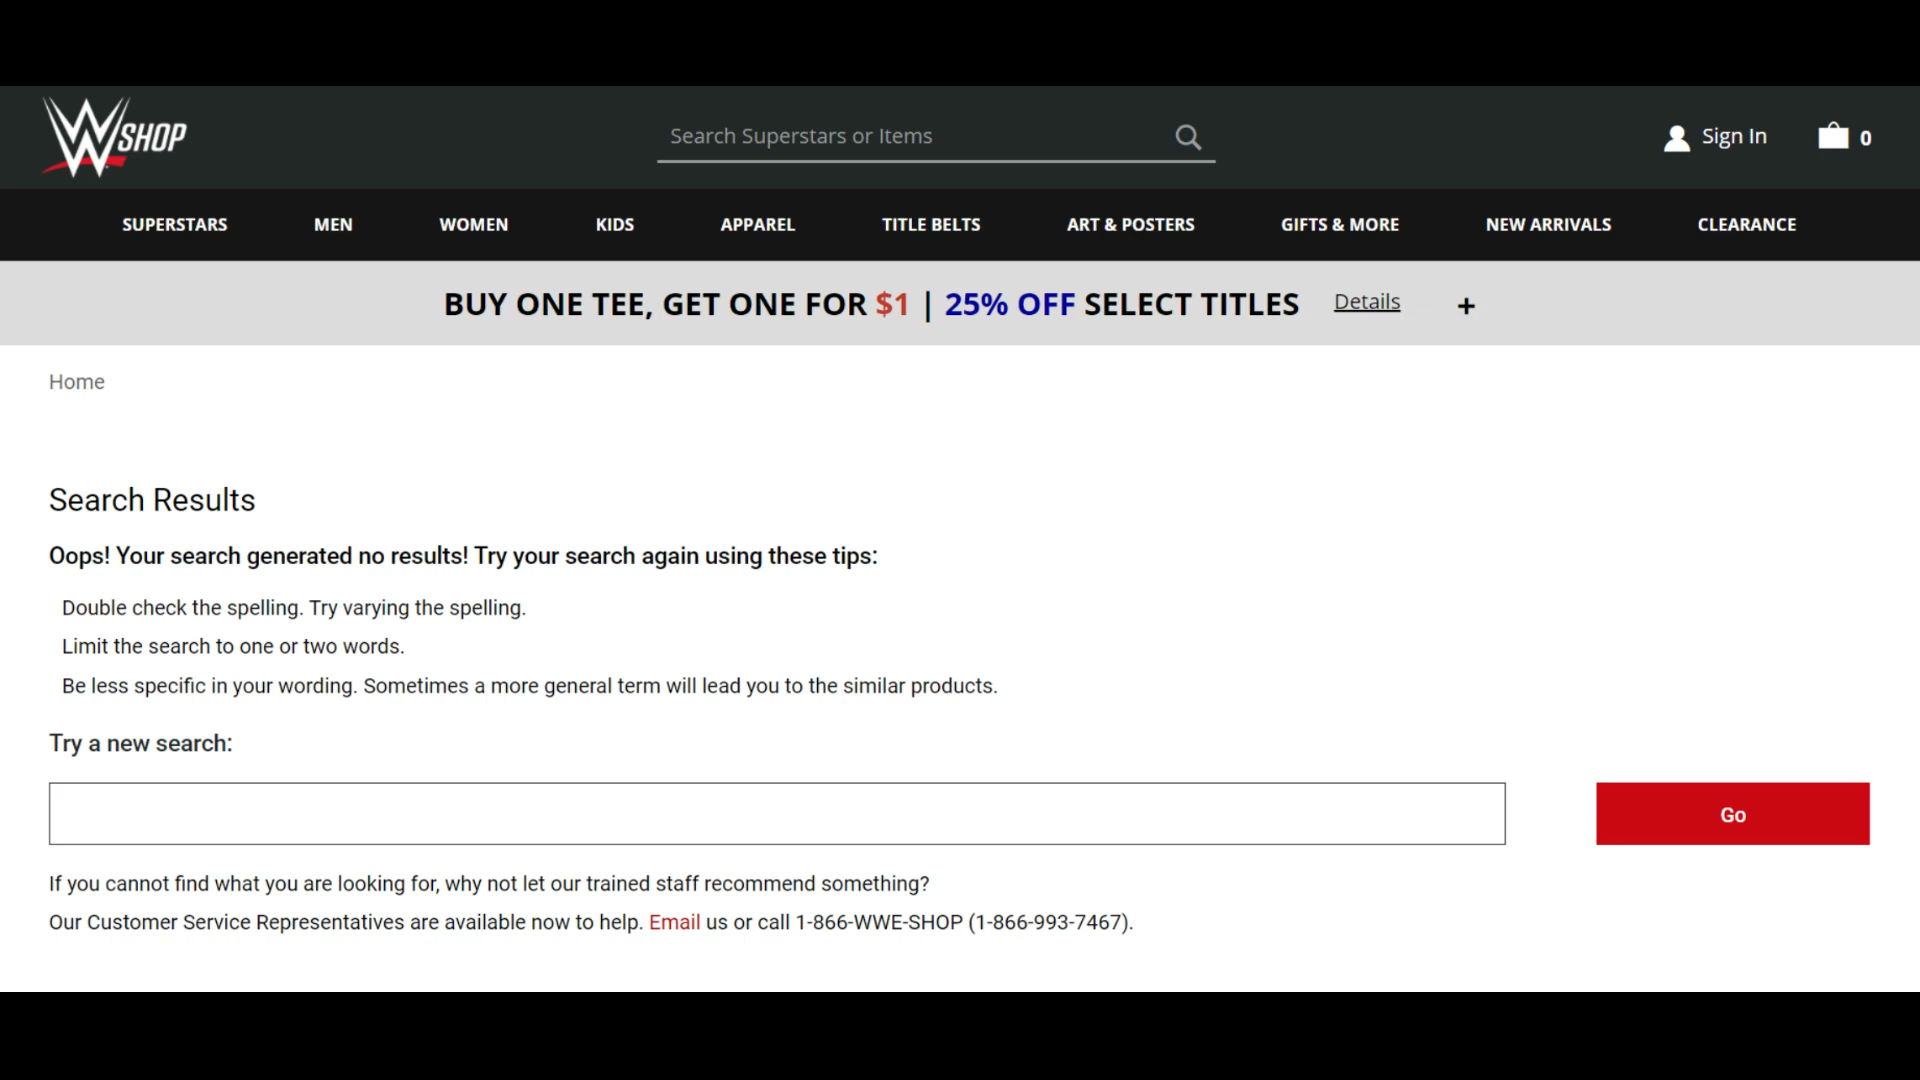 W SHOP
Search Superstars or Items
Sign In
0
SUPERSTARS MEN WOMEN KIDS APPAREL TITLE BELTS ART & POSTERS GIFTS & MORE NEW ARRIVALS CLEARANCE
BUY ONE TEE, GET ONE FOR $1 | 25% OFF SELECT TITLES Details +
Home
Search Results
Oops! Your search generated no results! Try your search again using these tips:
Double check the spelling. Try varying the spelling.
Limit the search to one or two words.
Be less specific in your wording. Sometimes a more general term will lead you to the similar products.
Try a new search:
Go
If you cannot find what you are looking for, why not let our trained staff recommend something?
Our Customer Service Representatives are available now to help. Email us or call 1-866-WWE-SHOP (1-866-993-7467).